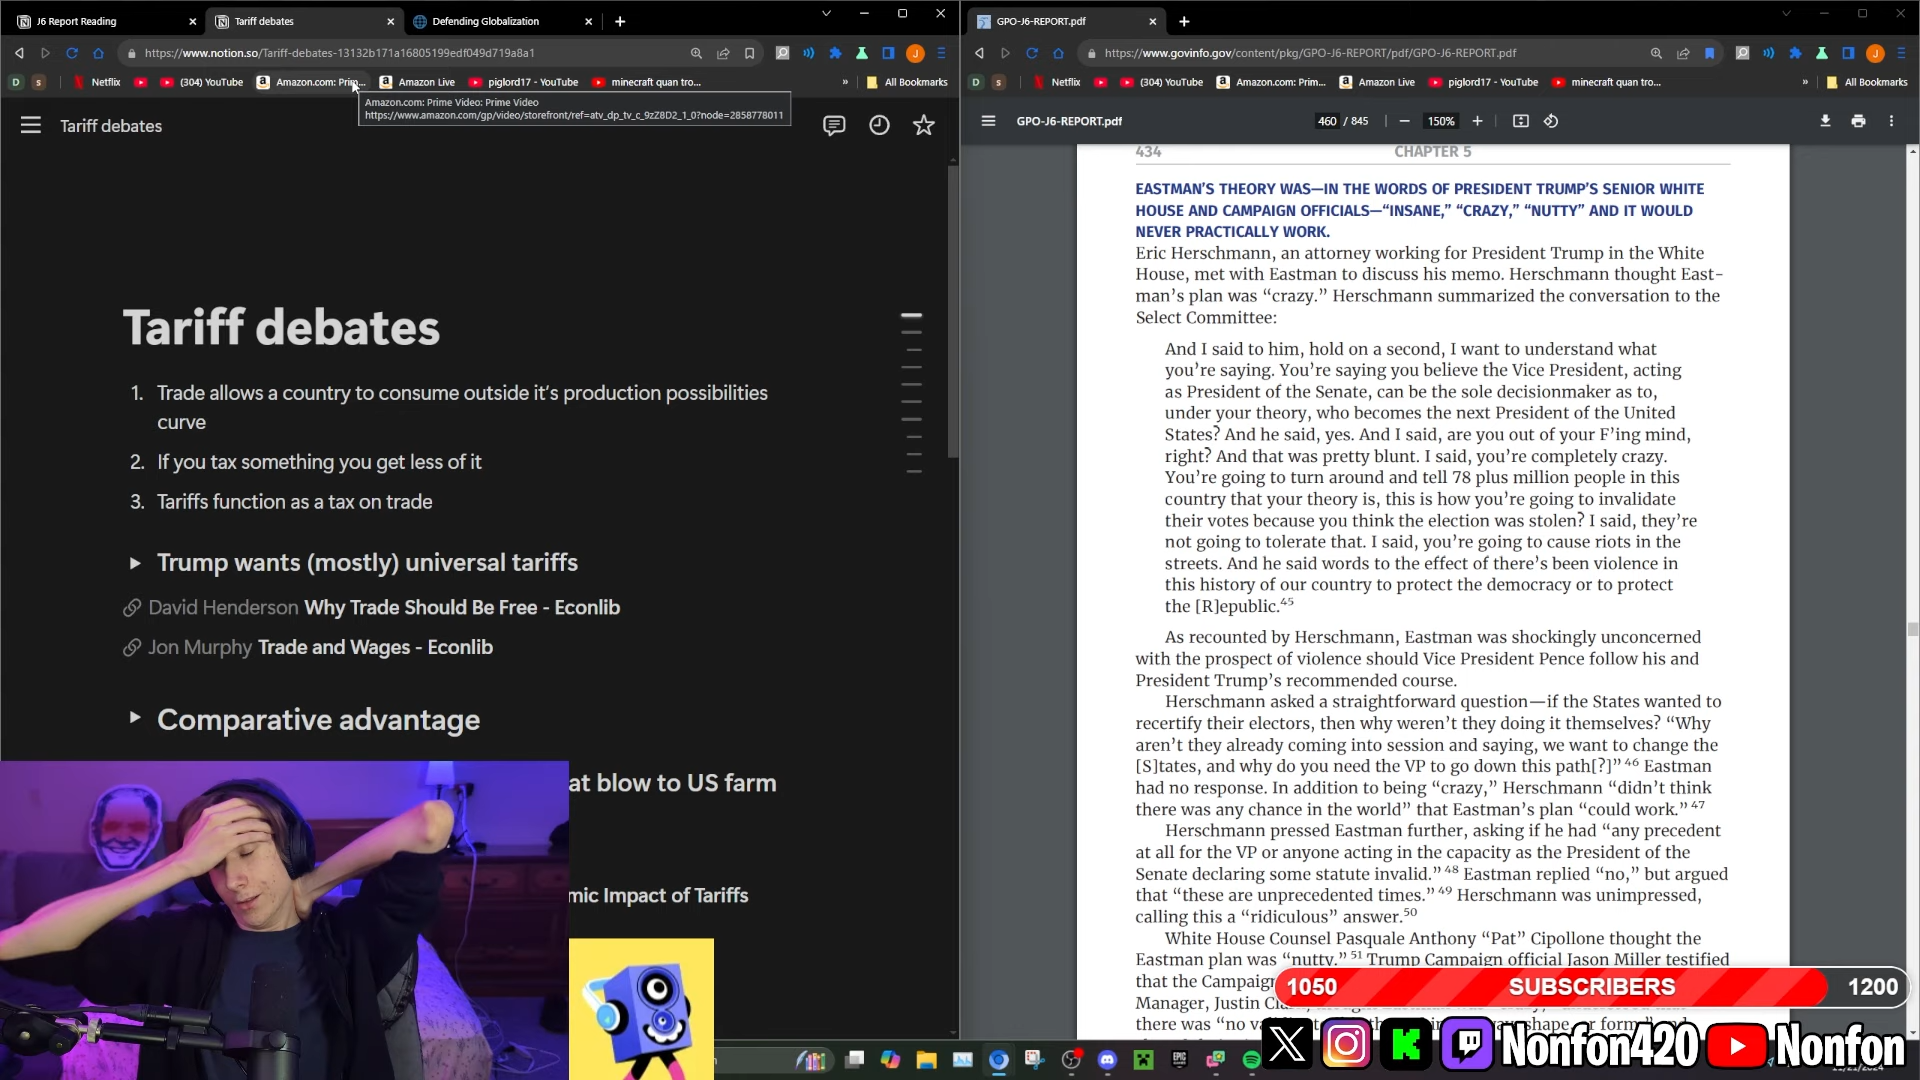 J6 Report Reading
Tariff debates
Defending Globalization
https://www.notion.so/Tariff-debates-13132b171a16805199edf049d719a8a1
D
s
Netflix
(304) YouTube
Amazon.com: Prim...
Amazon Live
piglord17 - YouTube
minecraft quan tro...
All Bookmarks
Amazon.com: Prime Video: Prime Video
https://www.amazon.com/gp/video/storefront/ref=atv_dp_tv_c_9zZ8D2_1_0?node=2858778011
Tariff debates
Tariff debates
1. Trade allows a country to consume outside it's production possibilities
curve
2. If you tax something you get less of it
3. Tariffs function as a tax on trade
Trump wants (mostly) universal tariffs
David Henderson Why Trade Should Be Free - Econlib
Jon Murphy Trade and Wages - Econlib
Comparative advantage
at blow to US farm
mic Impact of Tariffs
GPO-J6-REPORT.pdf
https://www.govinfo.gov/content/pkg/GPO-J6-REPORT/pdf/GPO-J6-REPORT.pdf
D
s
Netflix
(304) YouTube
Amazon.com: Prim...
Amazon Live
piglord17 - YouTube
minecraft quan tro...
All Bookmarks
GPO-J6-REPORT.pdf
460 / 845
150%
434
CHAPTER 5
EASTMAN'S THEORY WAS—IN THE WORDS OF PRESIDENT TRUMP'S SENIOR WHITE
HOUSE AND CAMPAIGN OFFICIALS—"INSANE," "CRAZY," "NUTTY" AND IT WOULD
NEVER PRACTICALLY WORK.
Eric Herschmann, an attorney working for President Trump in the White
House, met with Eastman to discuss his memo. Herschmann thought East-
man's plan was "crazy." Herschmann summarized the conversation to the
Select Committee:
And I said to him, hold on a second, I want to understand what
you're saying. You're saying you believe the Vice President, acting
as President of the Senate, can be the sole decisionmaker as to,
under your theory, who becomes the next President of the United
States? And he said, yes. And I said, are you out of your F'ing mind,
right? And that was pretty blunt. I said, you're completely crazy.
You're going to turn around and tell 78 plus million people in this
country that your theory is, this is how you're going to invalidate
their votes because you think the election was stolen? I said, they're
not going to tolerate that. I said, you're going to cause riots in the
streets. And he said words to the effect of there's been violence in
this history of our country to protect the democracy or to protect
the [R]epublic.45
As recounted by Herschmann, Eastman was shockingly unconcerned
with the prospect of violence should Vice President Pence follow his and
President Trump's recommended course.
Herschmann asked a straightforward question—if the States wanted to
recertify their electors, then why weren't they doing it themselves? "Why
aren't they already coming into session and saying, we want to change the
[S]tates, and why do you need the VP to go down this path[?]" 46 Eastman
had no response. In addition to being "crazy," Herschmann "didn't think
there was any chance in the world" that Eastman's plan "could work." 47
Herschmann pressed Eastman further, asking if he had "any precedent
at all for the VP or anyone acting in the capacity as the President of the
Senate declaring some statute invalid." 48 Eastman replied "no," but argued
that "these are unprecedented times." 49 Herschmann was unimpressed,
calling this a "ridiculous" answer.50
White House Counsel Pasquale Anthony "Pat" Cipollone thought the
Eastman plan was "nutty." 51 Trump Campaign official Jason Miller testified
that the Campaign
Manager, Justin
there was "no
1050
SUBSCRIBERS
1200
Nonfon420
Nonfon